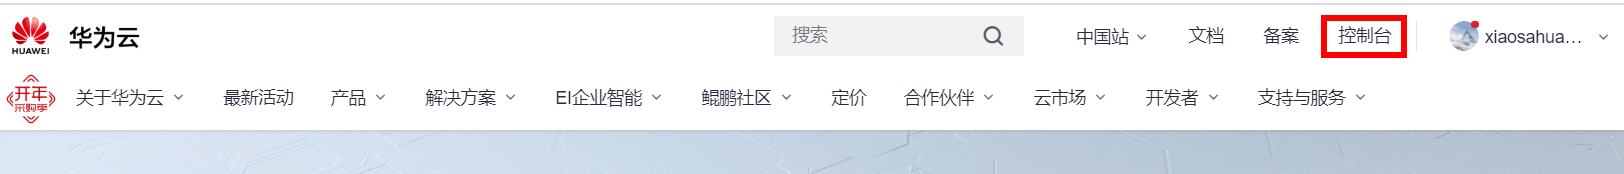 HUAWEI 华为云 搜索 中国站 文档 备案 控制台 xiaosahua...
开年
采购季
关于华为云 最新活动 产品 解决方案 EI企业智能 鲲鹏社区 定价 合作伙伴 云市场 开发者 支持与服务